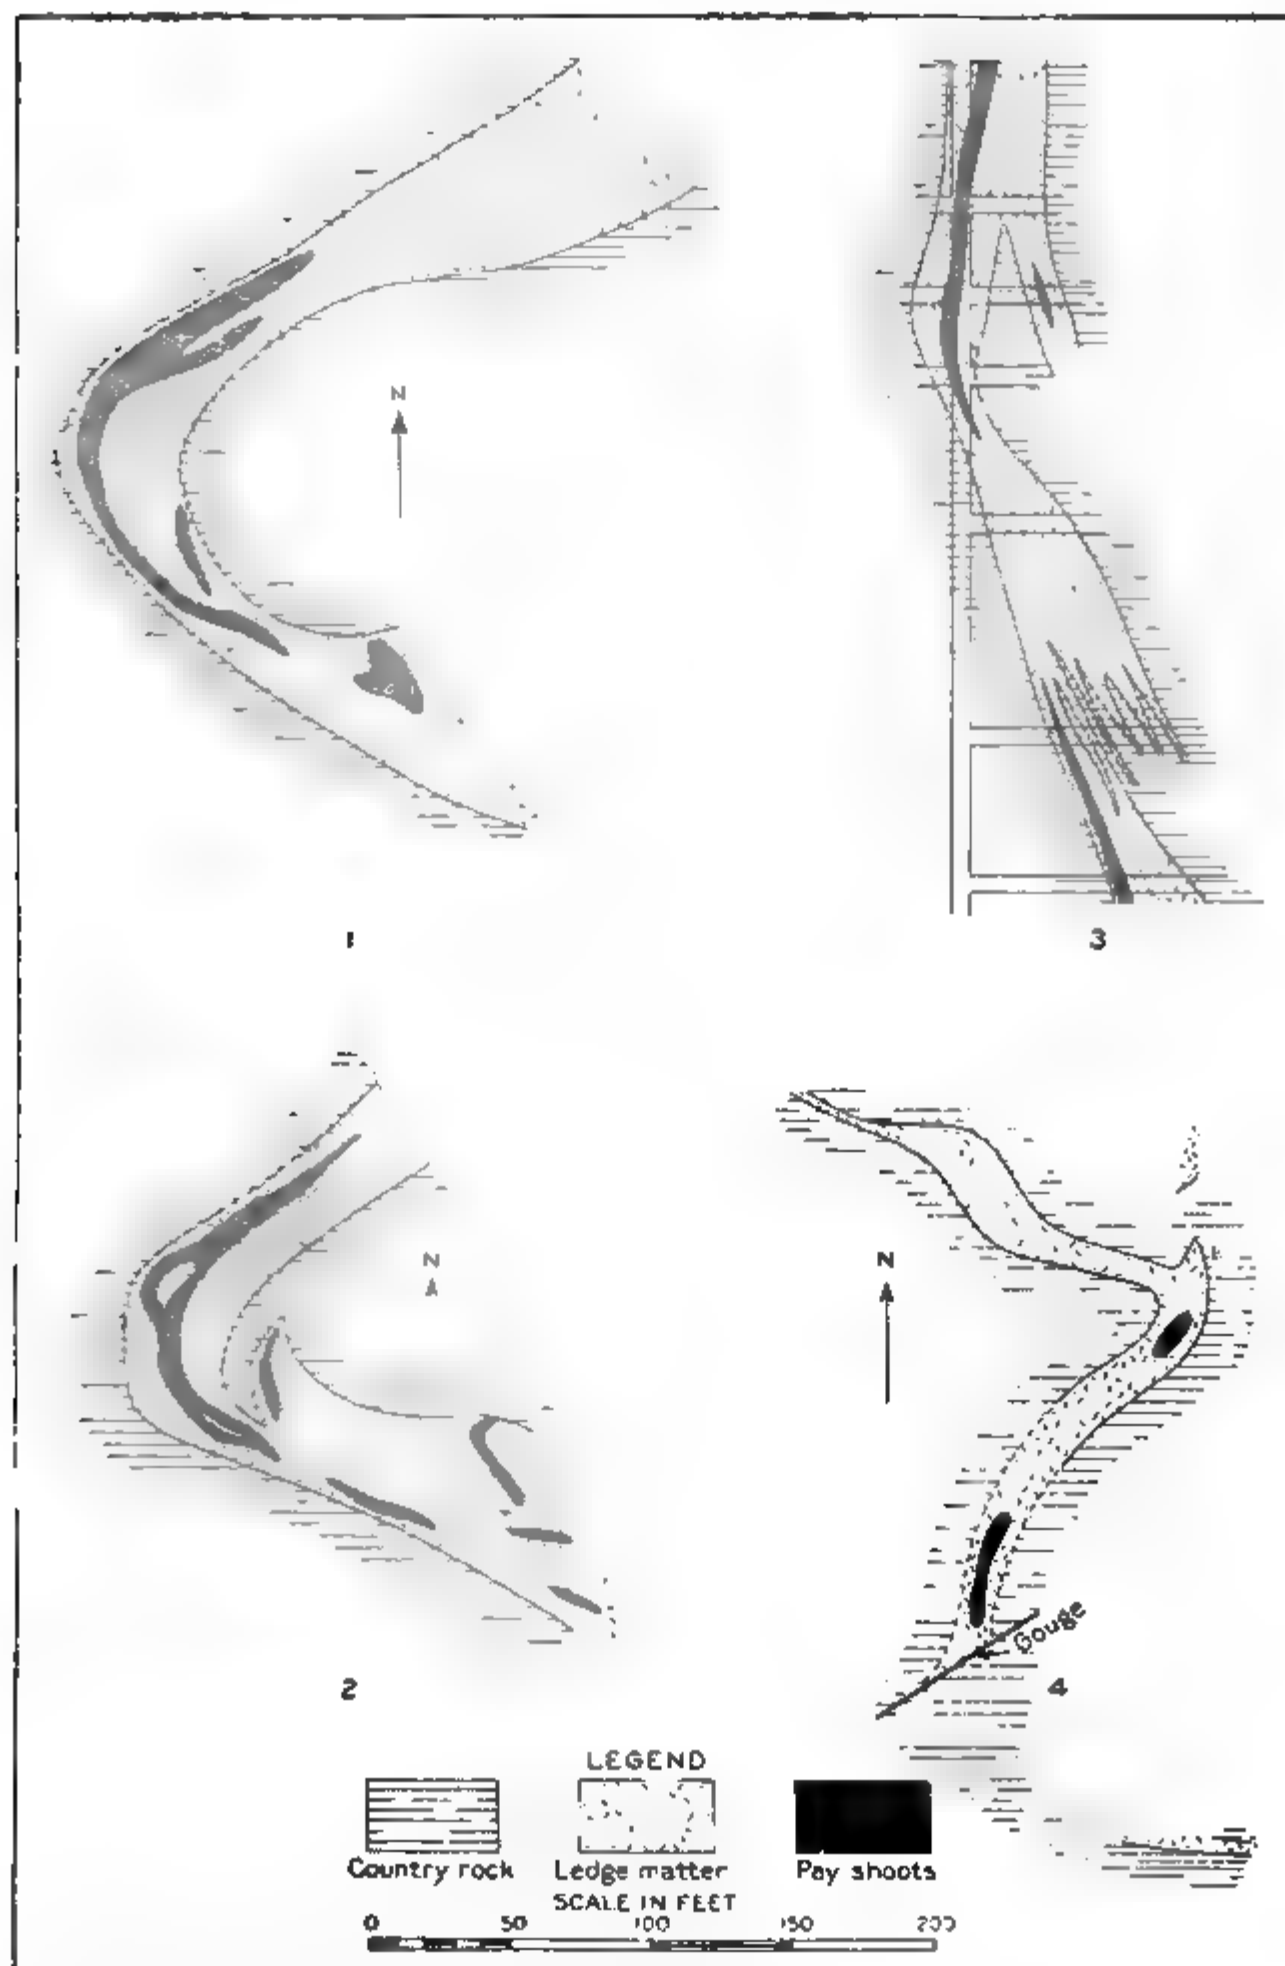 N
1
3
N
N
Gouge
2
4
LEGEND
Country rock
Ledge matter
Pay shoots
SCALE IN FEET
0 50 100 150 200